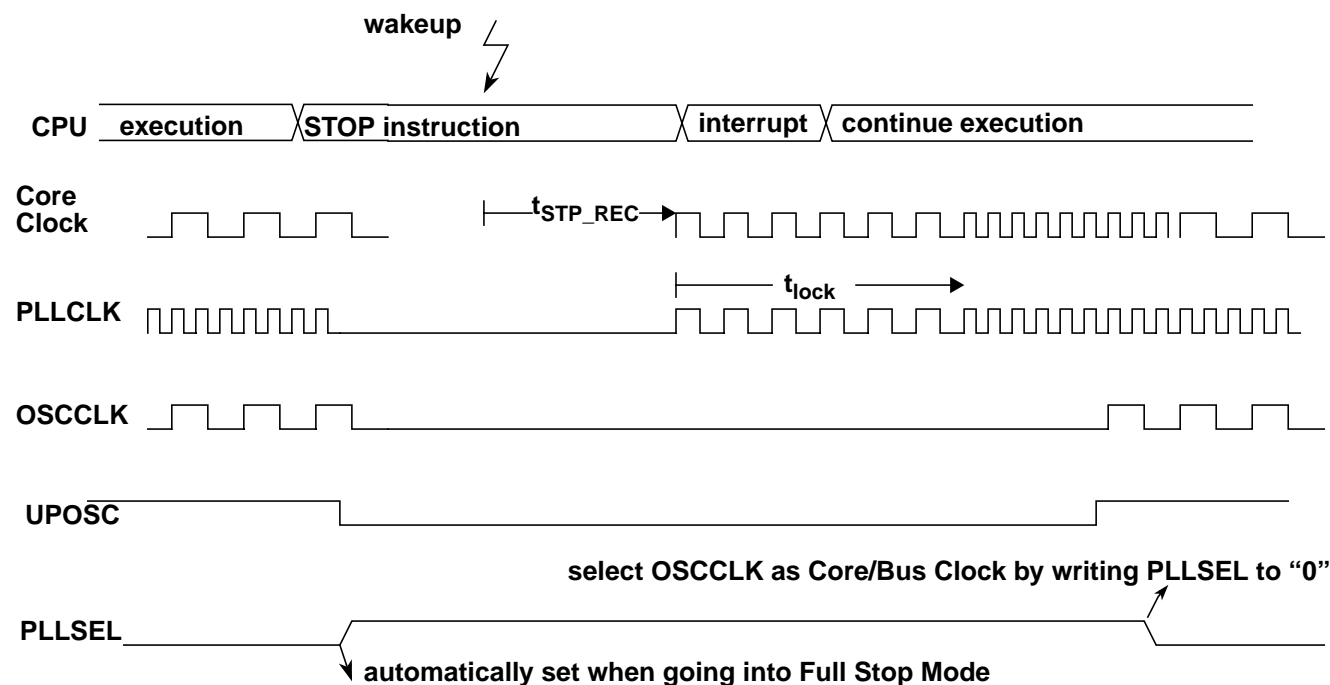 wakeup
CPU execution STOP instruction interrupt continue execution
Core
Clock
tSTP_REC
tlock
PLLCLK
OSCCLK
UPOSC
select OSCCLK as Core/Bus Clock by writing PLLSEL to “0”
PLLSEL
automatically set when going into Full Stop Mode